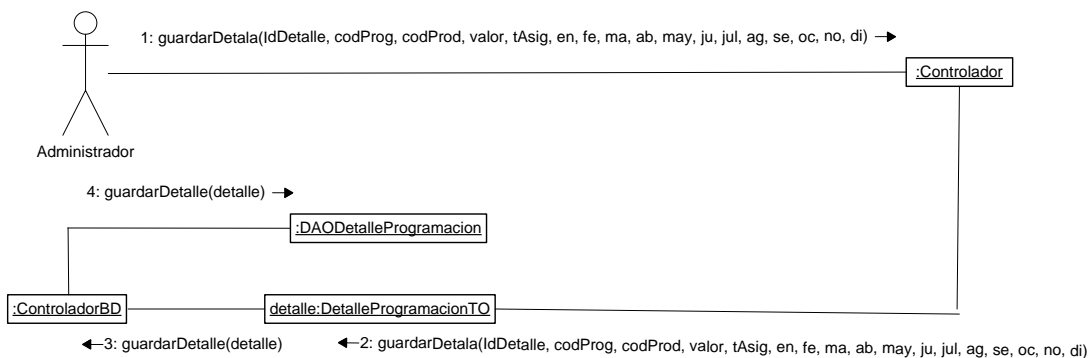 1: guardarDetala(IdDetalle, codProg, codProd, valor, tAsig, en, fe, ma, ab, may, ju, jul, ag, se, oc, no, di)
:Controlador
Administrador
4: guardarDetalle(detalle)
:DAODetalleProgramacion
:ControladorBD
detalle:DetalleProgramacionTO
3: guardarDetalle(detalle)
2: guardarDetala(IdDetalle, codProg, codProd, valor, tAsig, en, fe, ma, ab, may, ju, jul, ag, se, oc, no, di)